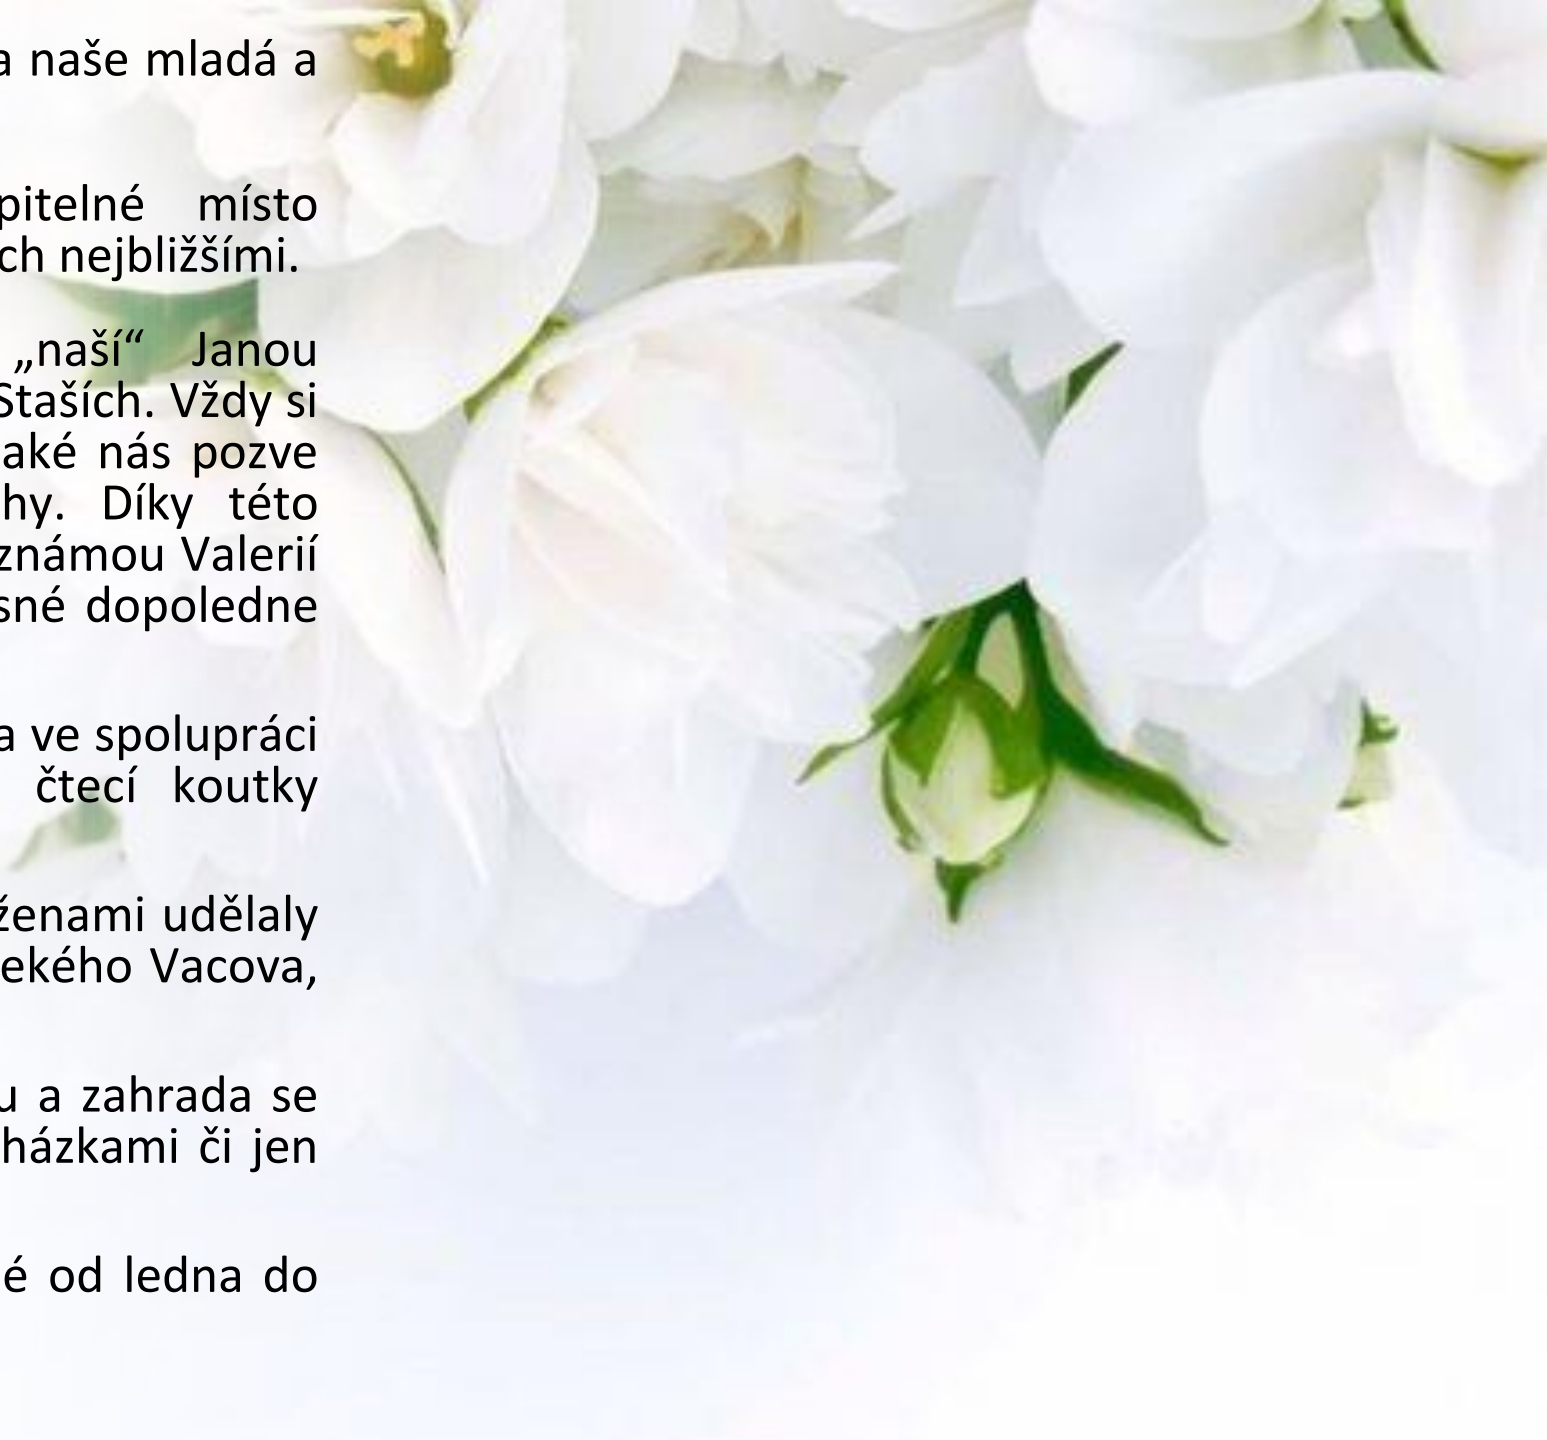 a naše mladá a
pitelné místo
ch nejbližšími.
„naší“ Janou
Staších. Vždy si
aké nás pozve
hy. Díky této
známou Valerií
sné dopoledne
a ve spolupráci
čtecí koutky
ženami udělaly
ekého Vacova,
u a zahrada se
házkami či jen
é od ledna do